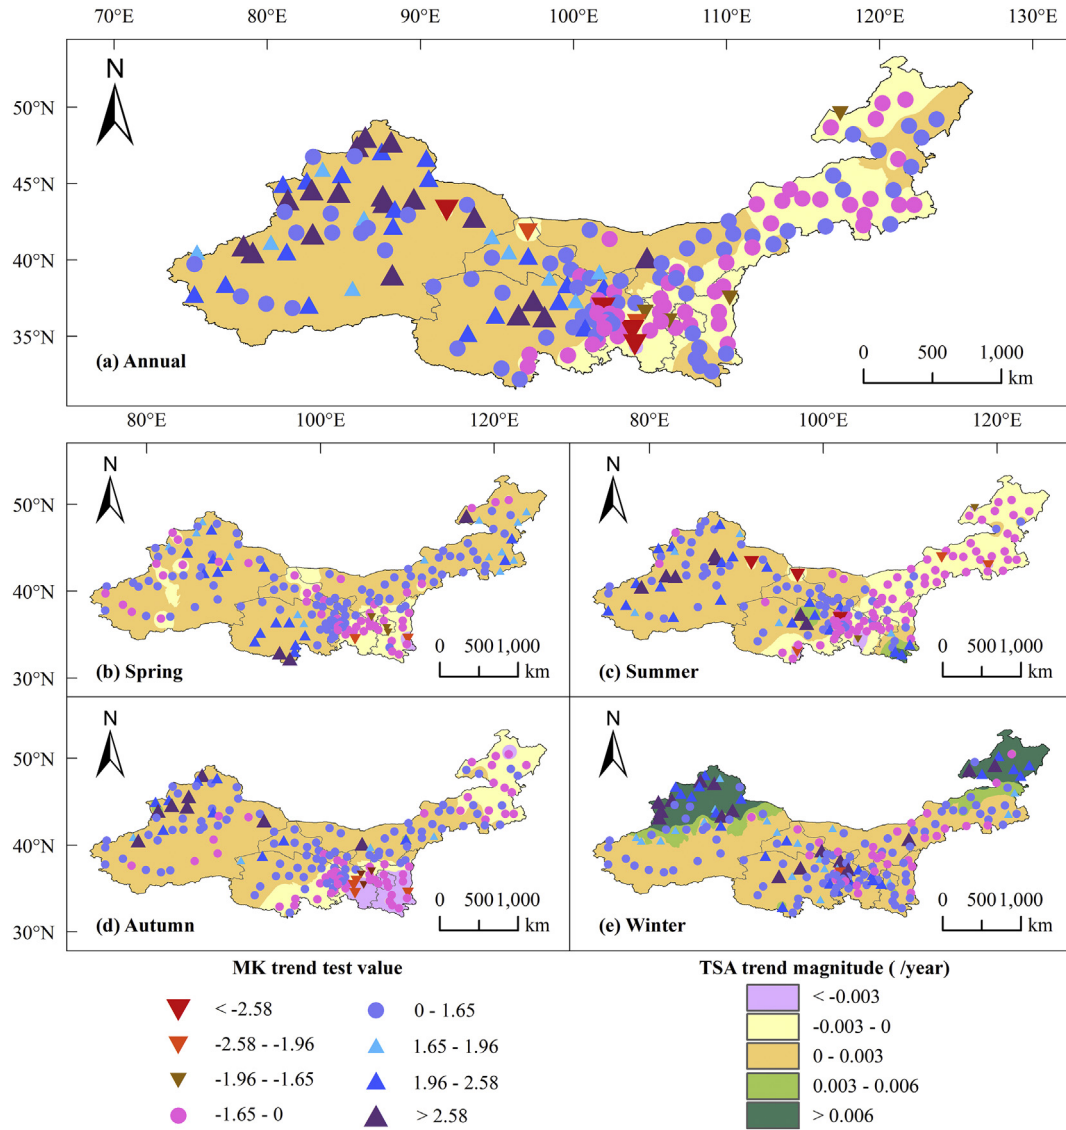 70°E 80°E 90°E 100°E 110°E 120°E 130°E
N
50°N
45°N
40°N
35°N
(a) Annual
0 500 1,000
km
80°E 100°E 120°E 80°E 100°E 120°E
N N
50°N
40°N
30°N
0 500 1,000
km
0 500 1,000
km
(b) Spring (c) Summer
N N
50°N
40°N
30°N
0 500 1,000
km
0 500 1,000
km
(d) Autumn (e) Winter
MK trend test value
< -2.58
-2.58 - -1.96
-1.96 - -1.65
-1.65 - 0
0 - 1.65
1.65 - 1.96
1.96 - 2.58
> 2.58
TSA trend magnitude ( /year)
< -0.003
-0.003 - 0
0 - 0.003
0.003 - 0.006
> 0.006